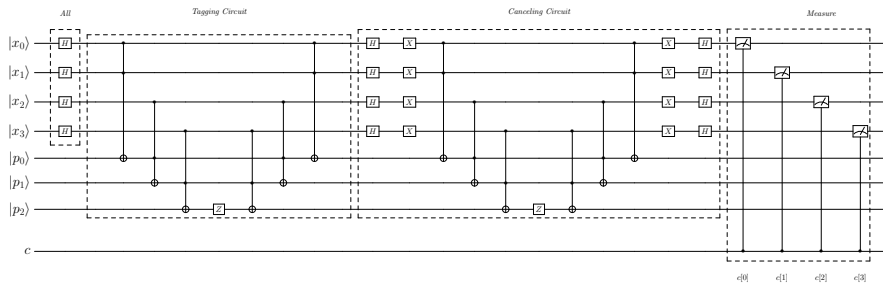 All Tagging Circuit Canceling Circuit Measure
|x₀⟩ H H X X H
|x₁⟩ H H X X H
|x₂⟩ H H X X H
|x₃⟩ H H X X H
|p₀⟩
|p₁⟩
|p₂⟩ Z Z
c
c[0] c[1] c[2] c[3]